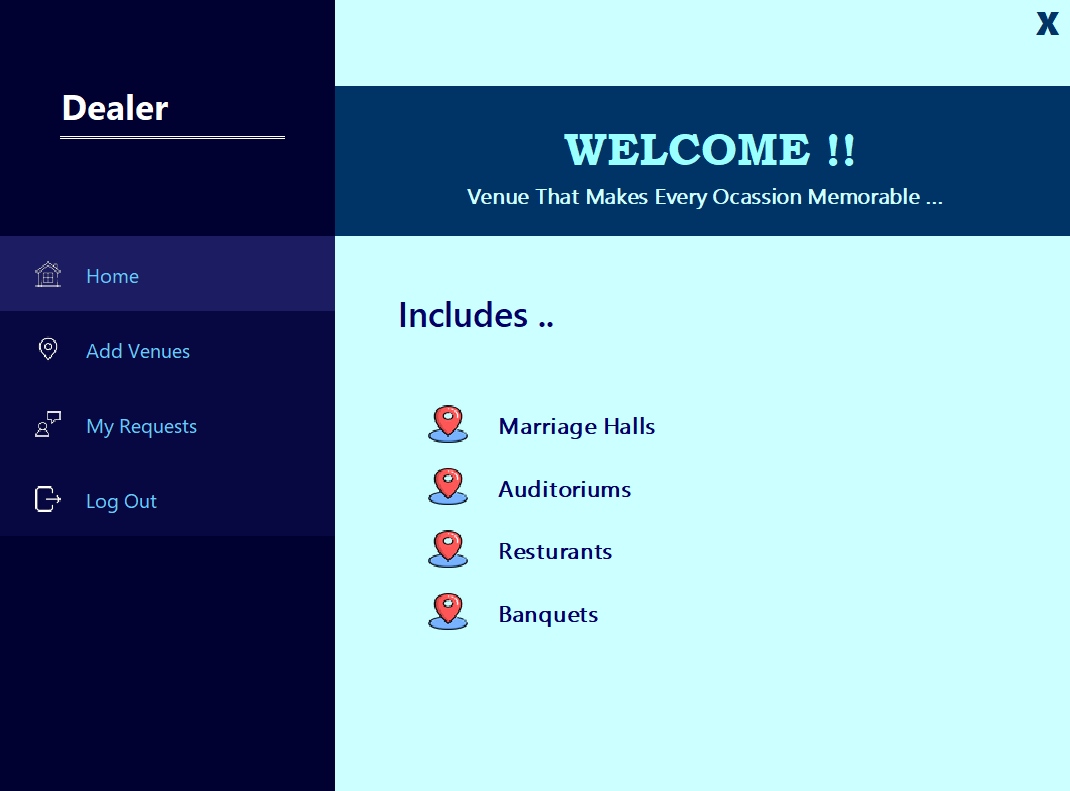 X
Dealer
WELCOME !!
Venue That Makes Every Ocassion Memorable ...
Home
Add Venues
My Requests
Log Out
Includes ..
Marriage Halls
Auditoriums
Resturants
Banquets